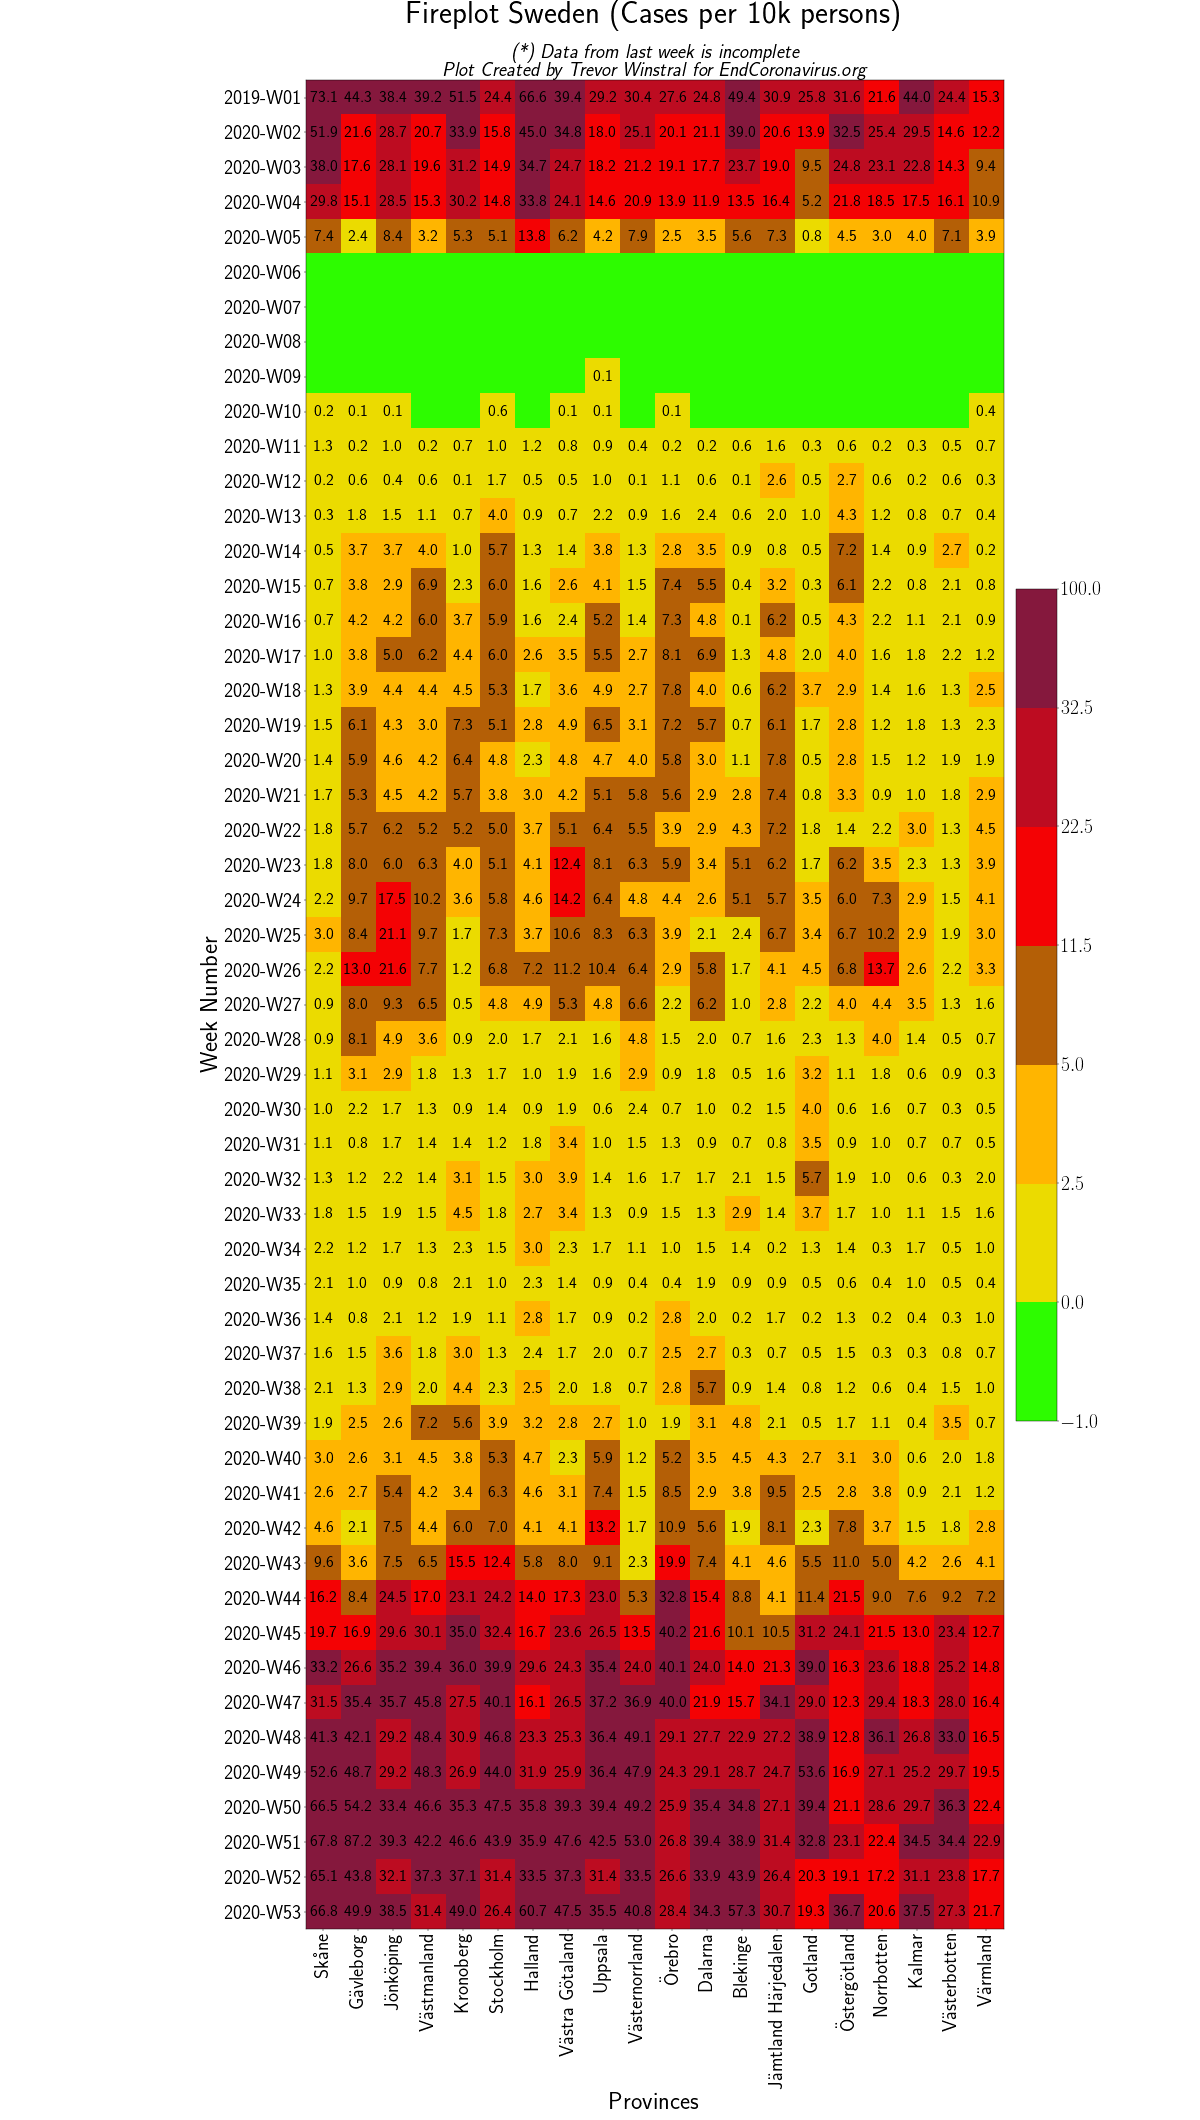 Fireplot Sweden (Cases per 10k persons)
(*) Data from last week is incomplete
Plot Created by Trevor Winstral for EndCoronavirus.org
2019-W01 73.1 44.3 38.4 39.2 51.5 24.4 66.6 39.4 29.2 30.4 27.6 24.8 49.4 30.9 25.8 31.6 21.6 44.0 24.4 15.3
2020-W02 51.9 21.6 28.7 20.7 33.9 15.8 45.0 34.8 18.0 25.1 20.1 21.1 39.0 20.6 13.9 32.5 25.4 29.5 14.6 12.2
2020-W03 38.0 17.6 28.1 19.6 31.2 14.9 34.7 24.7 18.2 21.2 19.1 17.7 23.7 19.0 9.5 24.8 23.1 22.8 14.3 9.4
2020-W04 29.8 15.1 28.5 15.3 30.2 14.8 33.8 24.1 14.6 20.9 13.9 11.9 13.5 16.4 5.2 21.8 18.5 17.5 16.1 10.9
2020-W05 7.4 2.4 8.4 3.2 5.3 5.1 13.8 6.2 4.2 7.9 2.5 3.5 5.6 7.3 0.8 4.5 3.0 4.0 7.1 3.9
2020-W06
2020-W07
2020-W08
2020-W09 0.1
2020-W10 0.2 0.1 0.1 0.6 0.1 0.1 0.1 0.4
2020-W11 1.3 0.2 1.0 0.2 0.7 1.0 1.2 0.8 0.9 0.4 0.2 0.2 0.6 1.6 0.3 0.6 0.2 0.3 0.5 0.7
2020-W12 0.2 0.6 0.4 0.6 0.1 1.7 0.5 0.5 1.0 0.1 1.1 0.6 0.1 2.6 0.5 2.7 0.6 0.2 0.6 0.3
2020-W13 0.3 1.8 1.5 1.1 0.7 4.0 0.9 0.7 2.2 0.9 1.6 2.4 0.6 2.0 1.0 4.3 1.2 0.8 0.7 0.4
2020-W14 0.5 3.7 3.7 4.0 1.0 5.7 1.3 1.4 3.8 1.3 2.8 3.5 0.9 0.8 0.5 7.2 1.4 0.9 2.7 0.2
2020-W15 0.7 3.8 2.9 6.9 2.3 6.0 1.6 2.6 4.1 1.5 7.4 5.5 0.4 3.2 0.3 6.1 2.2 0.8 2.1 0.8
2020-W16 0.7 4.2 4.2 6.0 3.7 5.9 1.6 2.4 5.2 1.4 7.3 4.8 0.1 6.2 0.5 4.3 2.2 1.1 2.1 0.9
2020-W17 1.0 3.8 5.0 6.2 4.4 6.0 2.6 3.5 5.5 2.7 8.1 6.9 1.3 4.8 2.0 4.0 1.6 1.8 2.2 1.2
2020-W18 1.3 3.9 4.4 4.4 4.5 5.3 1.7 3.6 4.9 2.7 7.8 4.0 0.6 6.2 3.7 2.9 1.4 1.6 1.3 2.5
2020-W19 1.5 6.1 4.3 3.0 7.3 5.1 2.8 4.9 6.5 3.1 7.2 5.7 0.7 6.1 1.7 2.8 1.2 1.8 1.3 2.3
2020-W20 1.4 5.9 4.6 4.2 6.4 4.8 2.3 4.8 4.7 4.0 5.8 3.0 1.1 7.8 0.5 2.8 1.5 1.2 1.9 1.9
2020-W21 1.7 5.3 4.5 4.2 5.7 3.8 3.0 4.2 5.1 5.8 5.6 2.9 2.8 7.4 0.8 3.3 0.9 1.0 1.8 2.9
2020-W22 1.8 5.7 6.2 5.2 5.2 5.0 3.7 5.1 6.4 5.5 3.9 2.9 4.3 7.2 1.8 1.4 2.2 3.0 1.3 4.5
2020-W23 1.8 8.0 6.0 6.3 4.0 5.1 4.1 12.4 8.1 6.3 5.9 3.4 5.1 6.2 1.7 6.2 3.5 2.3 1.3 3.9
2020-W24 2.2 9.7 17.5 10.2 3.6 5.8 4.6 14.2 6.4 4.8 4.4 2.6 5.1 5.7 3.5 6.0 7.3 2.9 1.5 4.1
2020-W25 3.0 8.4 21.1 9.7 1.7 7.3 3.7 10.6 8.3 6.3 3.9 2.1 2.4 6.7 3.4 6.7 10.2 2.9 1.9 3.0
2020-W26 2.2 13.0 21.6 7.7 1.2 6.8 7.2 11.2 10.4 6.4 2.9 5.8 1.7 4.1 4.5 6.8 13.7 2.6 2.2 3.3
2020-W27 0.9 8.0 9.3 6.5 0.5 4.8 4.9 5.3 4.8 6.6 2.2 6.2 1.0 2.8 2.2 4.0 4.4 3.5 1.3 1.6
2020-W28 0.9 8.1 4.9 3.6 0.9 2.0 1.7 2.1 1.6 4.8 1.5 2.0 0.7 1.6 2.3 1.3 4.0 1.4 0.5 0.7
2020-W29 1.1 3.1 2.9 1.8 1.3 1.7 1.0 1.9 1.6 2.9 0.9 1.8 0.5 1.6 3.2 1.1 1.8 0.6 0.9 0.3
2020-W30 1.0 2.2 1.7 1.3 0.9 1.4 0.9 1.9 0.6 2.4 0.7 1.0 0.2 1.5 4.0 0.6 1.6 0.7 0.3 0.5
2020-W31 1.1 0.8 1.7 1.4 1.4 1.2 1.8 3.4 1.0 1.5 1.3 0.9 0.7 0.8 3.5 0.9 1.0 0.7 0.7 0.5
2020-W32 1.3 1.2 2.2 1.4 3.1 1.5 3.0 3.9 1.4 1.6 1.7 1.7 2.1 1.5 5.7 1.9 1.0 0.6 0.3 2.0
2020-W33 1.8 1.5 1.9 1.5 4.5 1.8 2.7 3.4 1.3 0.9 1.5 1.3 2.9 1.4 3.7 1.7 1.0 1.1 1.5 1.6
2020-W34 2.2 1.2 1.7 1.3 2.3 1.5 3.0 2.3 1.7 1.1 1.0 1.5 1.4 0.2 1.3 1.4 0.3 1.7 0.5 1.0
2020-W35 2.1 1.0 0.9 0.8 2.1 1.0 2.3 1.4 0.9 0.4 0.4 1.9 0.9 0.9 0.5 0.6 0.4 1.0 0.5 0.4
2020-W36 1.4 0.8 2.1 1.2 1.9 1.1 2.8 1.7 0.9 0.2 2.8 2.0 0.2 1.7 0.2 1.3 0.2 0.4 0.3 1.0
2020-W37 1.6 1.5 3.6 1.8 3.0 1.3 2.4 1.7 2.0 0.7 2.5 2.7 0.3 0.7 0.5 1.5 0.3 0.3 0.8 0.7
2020-W38 2.1 1.3 2.9 2.0 4.4 2.3 2.5 2.0 1.8 0.7 2.8 5.7 0.9 1.4 0.8 1.2 0.6 0.4 1.5 1.0
2020-W39 1.9 2.5 2.6 7.2 5.6 3.9 3.2 2.8 2.7 1.0 1.9 3.1 4.8 2.1 0.5 1.7 1.1 0.4 3.5 0.7
2020-W40 3.0 2.6 3.1 4.5 3.8 5.3 4.7 2.3 5.9 1.2 5.2 3.5 4.5 4.3 2.7 3.1 3.0 0.6 2.0 1.8
2020-W41 2.6 2.7 5.4 4.2 3.4 6.3 4.6 3.1 7.4 1.5 8.5 2.9 3.8 9.5 2.5 2.8 3.8 0.9 2.1 1.2
2020-W42 4.6 2.1 7.5 4.4 6.0 7.0 4.1 4.1 13.2 1.7 10.9 5.6 1.9 8.1 2.3 7.8 3.7 1.5 1.8 2.8
2020-W43 9.6 3.6 7.5 6.5 15.5 12.4 5.8 8.0 9.1 2.3 19.9 7.4 4.1 4.6 5.5 11.0 5.0 4.2 2.6 4.1
2020-W44 16.2 8.4 24.5 17.0 23.1 24.2 14.0 17.3 23.0 5.3 32.8 15.4 8.8 4.1 11.4 21.5 9.0 7.6 9.2 7.2
2020-W45 19.7 16.9 29.6 30.1 35.0 32.4 16.7 23.6 26.5 13.5 40.2 21.6 10.1 10.5 31.2 24.1 21.5 13.0 23.4 12.7
2020-W46 33.2 26.6 35.2 39.4 36.0 39.9 29.6 24.3 35.4 24.0 40.1 24.0 14.0 21.3 39.0 16.3 23.6 18.8 25.2 14.8
2020-W47 31.5 35.4 35.7 45.8 27.5 40.1 16.1 26.5 37.2 36.9 40.0 21.9 15.7 34.1 29.0 12.3 29.4 18.3 28.0 16.4
2020-W48 41.3 42.1 29.2 48.4 30.9 46.8 23.3 25.3 36.4 49.1 29.1 27.7 22.9 27.2 38.9 12.8 36.1 26.8 33.0 16.5
2020-W49 52.6 48.7 29.2 48.3 26.9 44.0 31.9 25.9 36.4 47.9 24.3 29.1 28.7 24.7 53.6 16.9 27.1 25.2 29.7 19.5
2020-W50 66.5 54.2 33.4 46.6 35.3 47.5 35.8 39.3 39.4 49.2 25.9 35.4 34.8 27.1 39.4 21.1 28.6 29.7 36.3 22.4
2020-W51 67.8 87.2 39.3 42.2 46.6 43.9 35.9 47.6 42.5 53.0 26.8 39.4 38.9 31.4 32.8 23.1 22.4 34.5 34.4 22.9
2020-W52 65.1 43.8 32.1 37.3 37.1 31.4 33.5 37.3 31.4 33.5 26.6 33.9 43.9 26.4 20.3 19.1 17.2 31.1 23.8 17.7
2020-W53 66.8 49.9 38.5 31.4 49.0 26.4 60.7 47.5 35.5 40.8 28.4 34.3 57.3 30.7 19.3 36.7 20.6 37.5 27.3 21.7
Week Number
Skåne
Gävleborg
Jönköping
Västmanland
Kronoberg
Stockholm
Halland
Västra Götaland
Uppsala
Västernorrland
Örebro
Dalarna
Blekinge
Jämtland Härjedalen
Gotland
Östergötland
Norrbotten
Kalmar
Västerbotten
Värmland
Provinces
100.0
32.5
22.5
11.5
5.0
2.5
0.0
−1.0